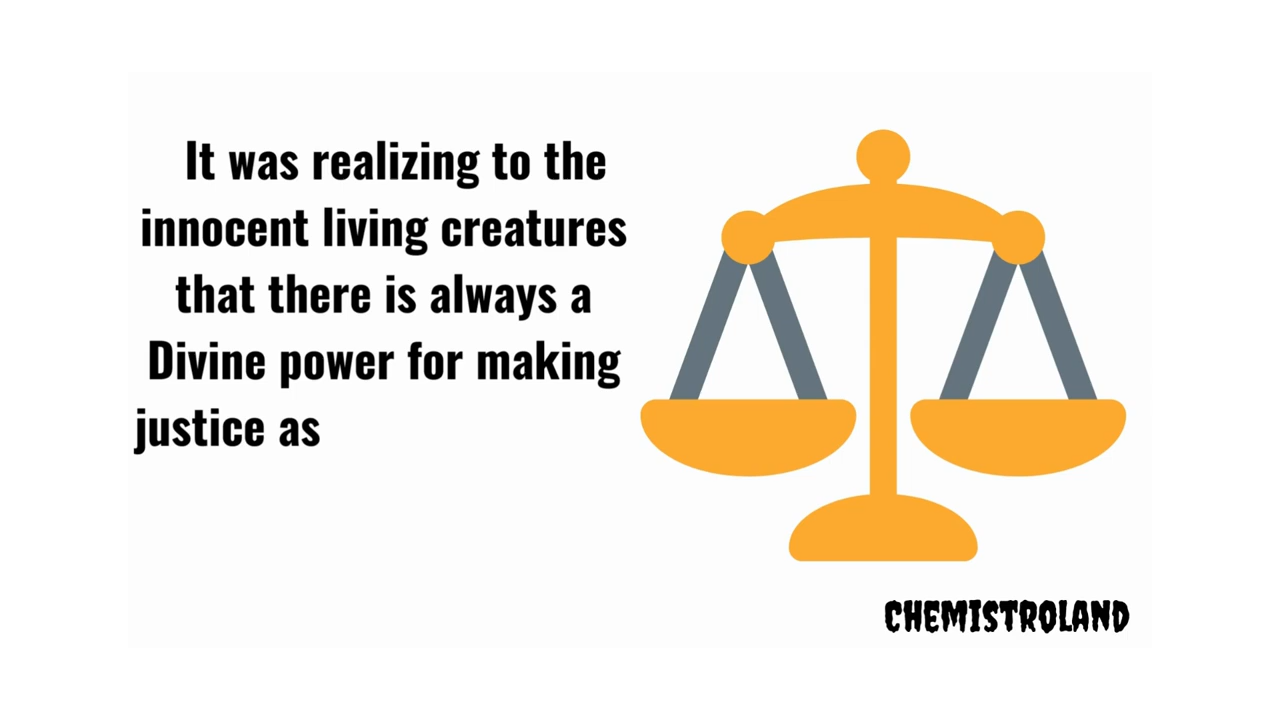 It was realizing to the
innocent living creatures
that there is always a
Divine power for making
justice as
CHEMISTROLAND